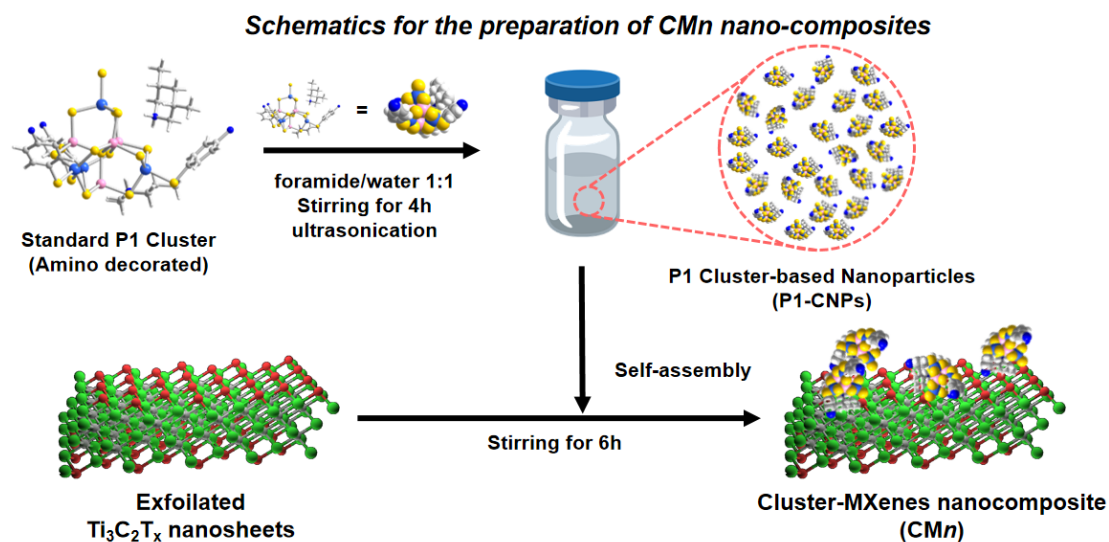 Schematics for the preparation of CMn nano-composites
=
foramide/water 1:1
Stirring for 4h
ultrasonication
Standard P1 Cluster
(Amino decorated)
P1 Cluster-based Nanoparticles
(P1-CNPs)
Self-assembly
Stirring for 6h
Exfoilated
Ti₃C₂Tₓ nanosheets
Cluster-MXenes nanocomposite
(CMn)